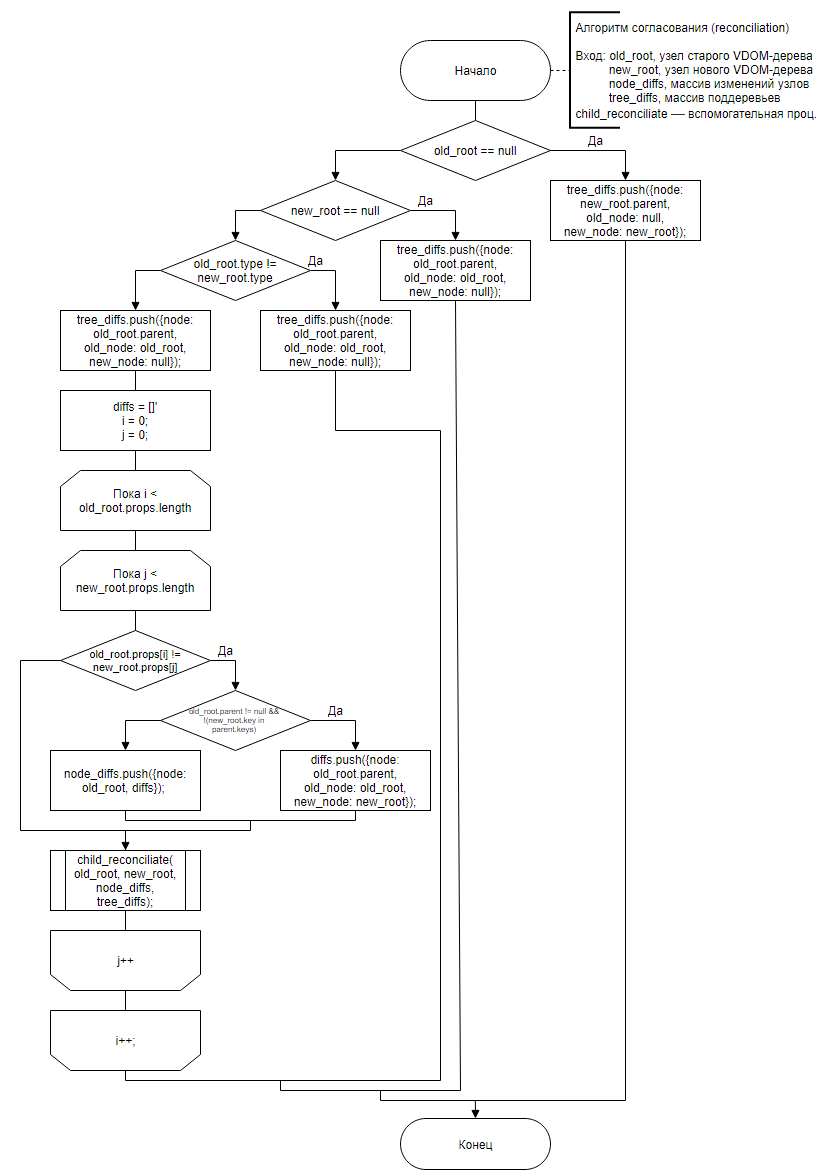 Алгоритм согласования (reconciliation)
Вход: old_root, узел старого VDOM-дерева
new_root, узел нового VDOM-дерева
node_diffs, массив изменений узлов
tree_diffs, массив поддеревьев
child_reconciliate — вспомогательная проц.
Начало
old_root == null
Да
tree_diffs.push({node:
new_root.parent,
old_node: null,
new_node: new_root});
new_root == null
Да
tree_diffs.push({node:
old_root.parent,
old_node: old_root,
new_node: null});
old_root.type !=
new_root.type
Да
tree_diffs.push({node:
old_root.parent,
old_node: old_root,
new_node: null});
tree_diffs.push({node:
old_root.parent,
old_node: old_root,
new_node: null});
diffs = []'
i = 0;
j = 0;
Пока i <
old_root.props.length
Пока j <
new_root.props.length
old_root.props[i] !=
new_root.props[j]
Да
old_root.parent != null &&
!(new_root.key in
parent.keys)
Да
node_diffs.push({node:
old_root, diffs});
diffs.push({node:
old_root.parent,
old_node: old_root,
new_node: new_root});
child_reconciliate(
old_root, new_root,
node_diffs,
tree_diffs);
j++
i++;
Конец